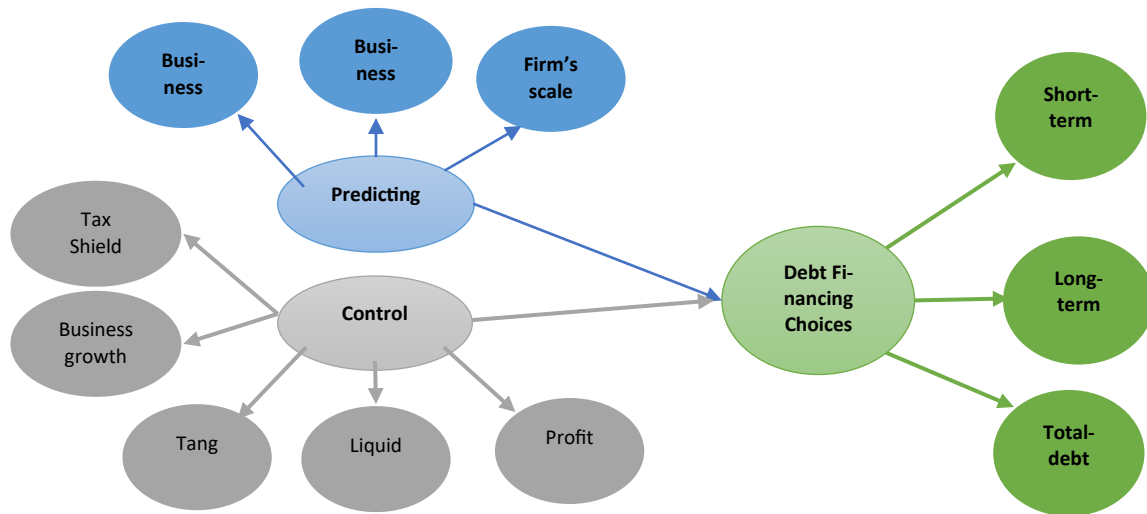 Busi-
ness
Busi-
ness
Firm's
scale
Short-
term
Predicting
Tax
Shield
Debt Fi-
nancing
Choices
Long-
term
Control
Business
growth
Tang
Liquid
Profit
Total-
debt